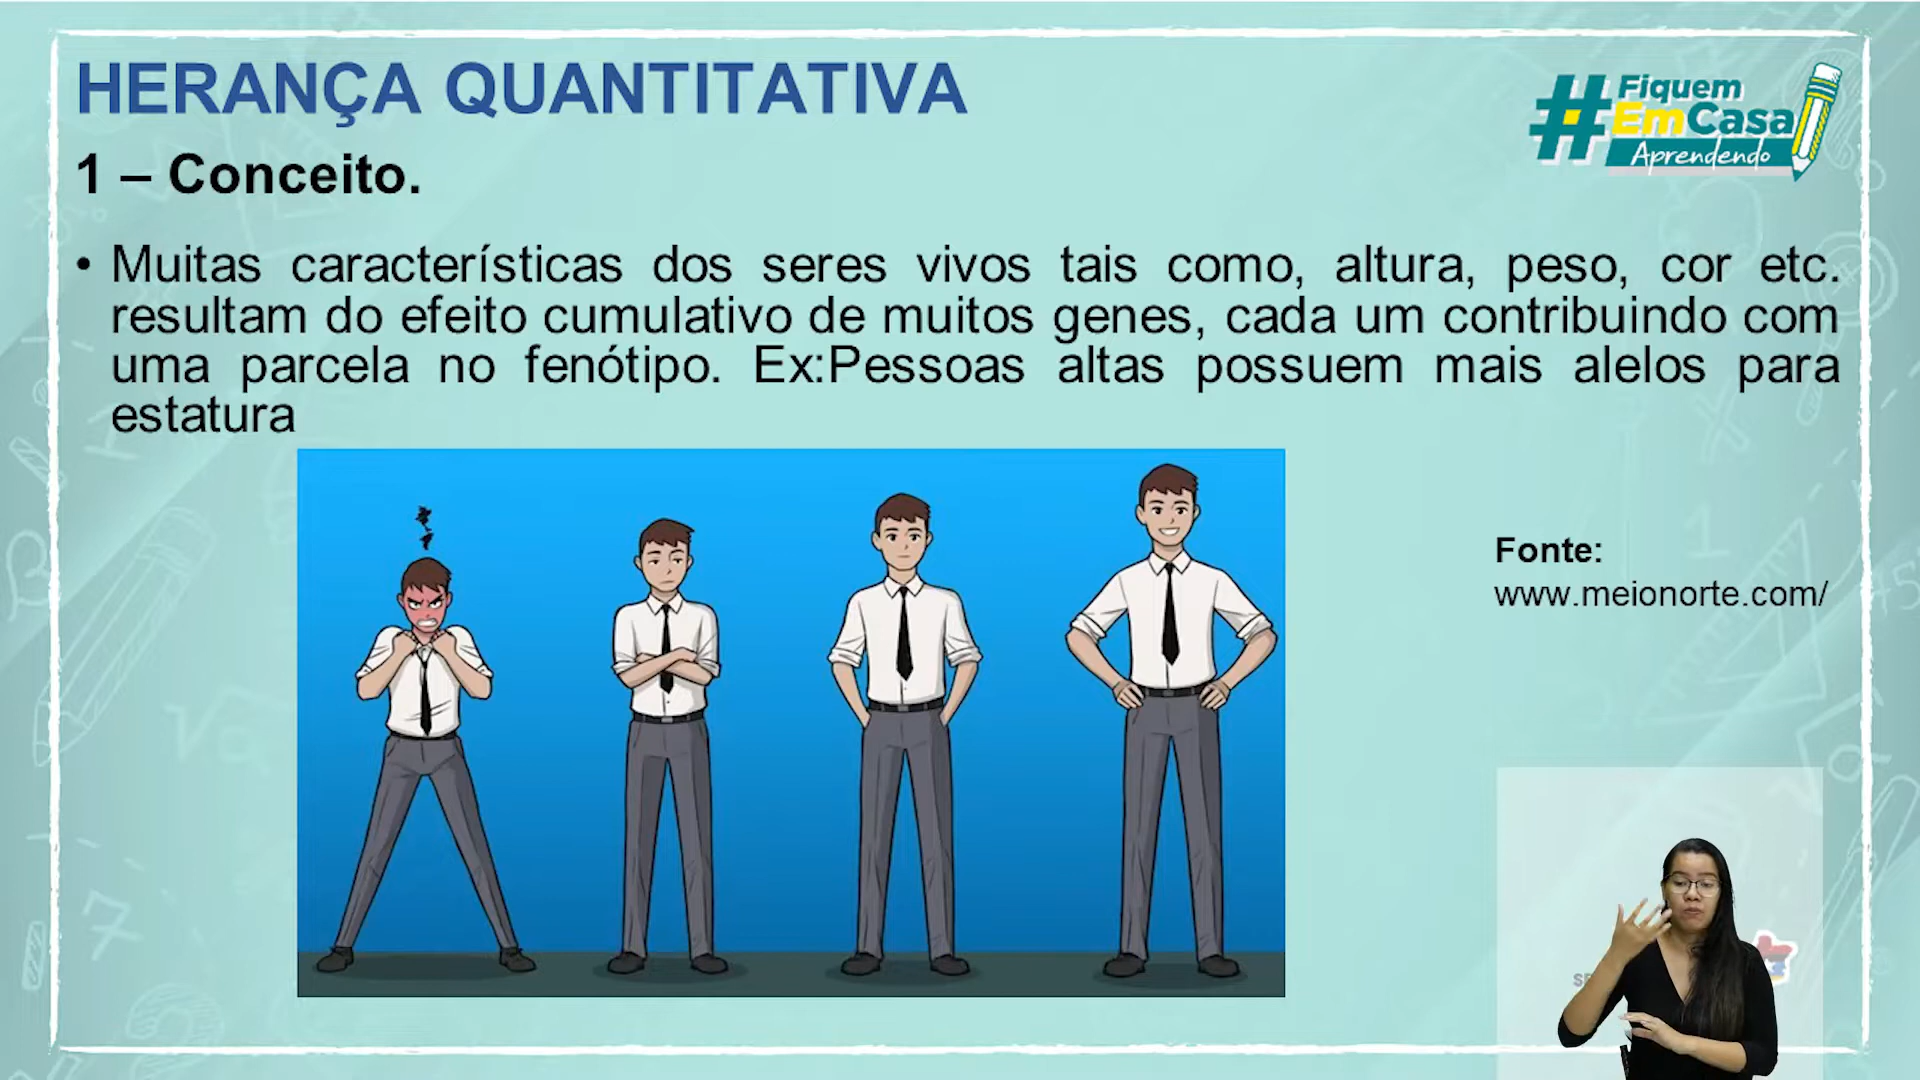 HERANÇA QUANTITATIVA
#Fiquem
EmCasa
Aprendendo
1 – Conceito.
• Muitas características dos seres vivos tais como, altura, peso, cor etc.
resultam do efeito cumulativo de muitos genes, cada um contribuindo com
uma parcela no fenótipo. Ex:Pessoas altas possuem mais alelos para
estatura
Fonte:
www.meionorte.com/